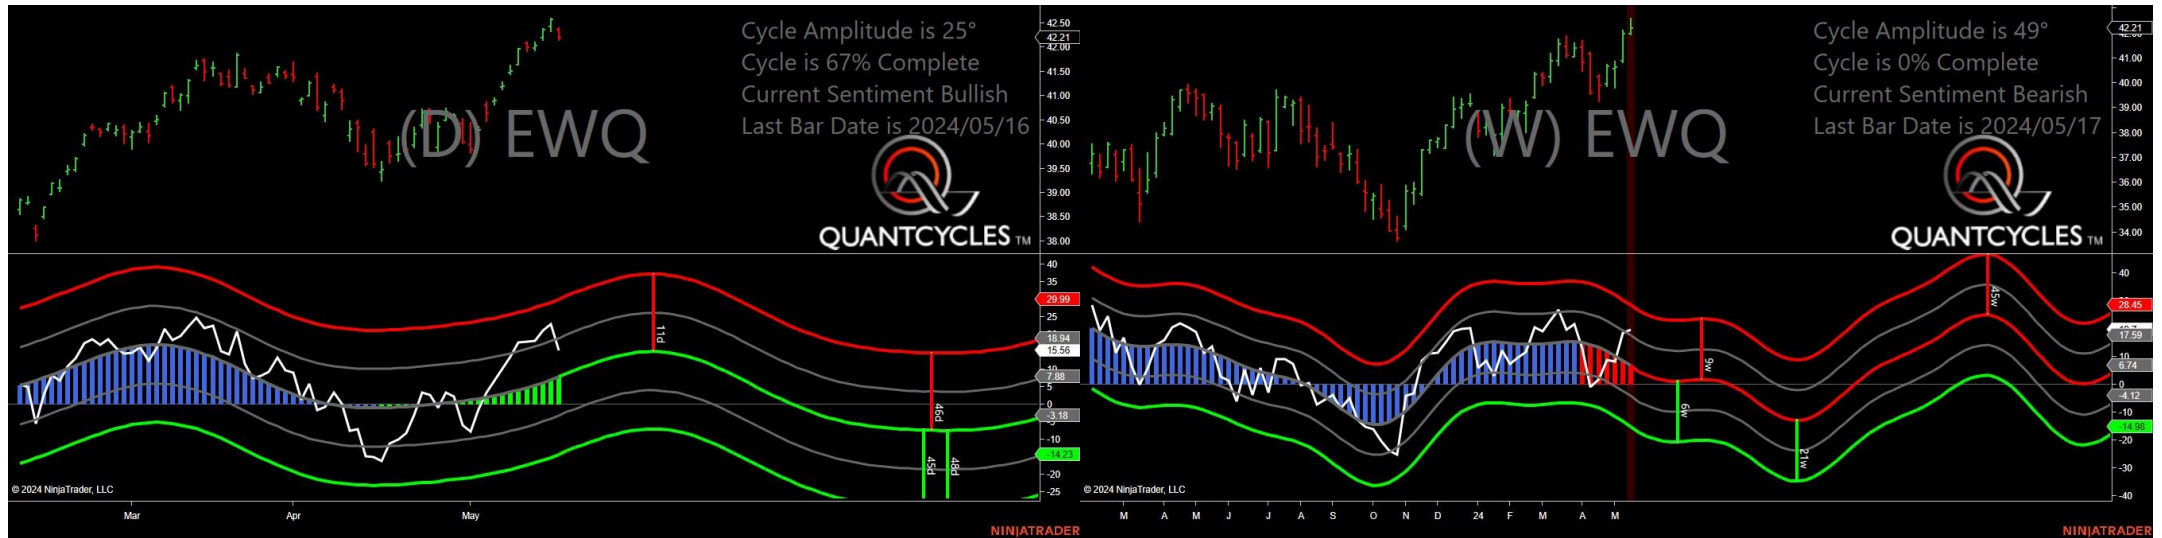 Cycle Amplitude is 25°
Cycle is 67% Complete
Current Sentiment Bullish
Last Bar Date is 2024/05/16
(D) EWQ
QUANTCYCLES TM
42.50
42.21
42.00
41.50
41.00
40.50
40.00
39.50
39.00
38.50
38.00
40
35
29.99
25
18.94
15.56
10
7.88
5
0
-3.18
-10
-14.23
-20
-25
11d
46d
45d
48d
© 2024 NinjaTrader, LLC
Mar Apr May
NINJATRADER
Cycle Amplitude is 49°
Cycle is 0% Complete
Current Sentiment Bearish
Last Bar Date is 2024/05/17
(W) EWQ
QUANTCYCLES TM
42.21
42.00
41.00
40.00
39.00
38.00
37.00
36.00
35.00
34.00
40
28.45
17.59
10
6.74
0
-4.12
-10
-14.98
-20
-30
-40
9w
6w
21w
45w
© 2024 NinjaTrader, LLC
M A M J J A S O N D 24 F M A M
NINJATRADER